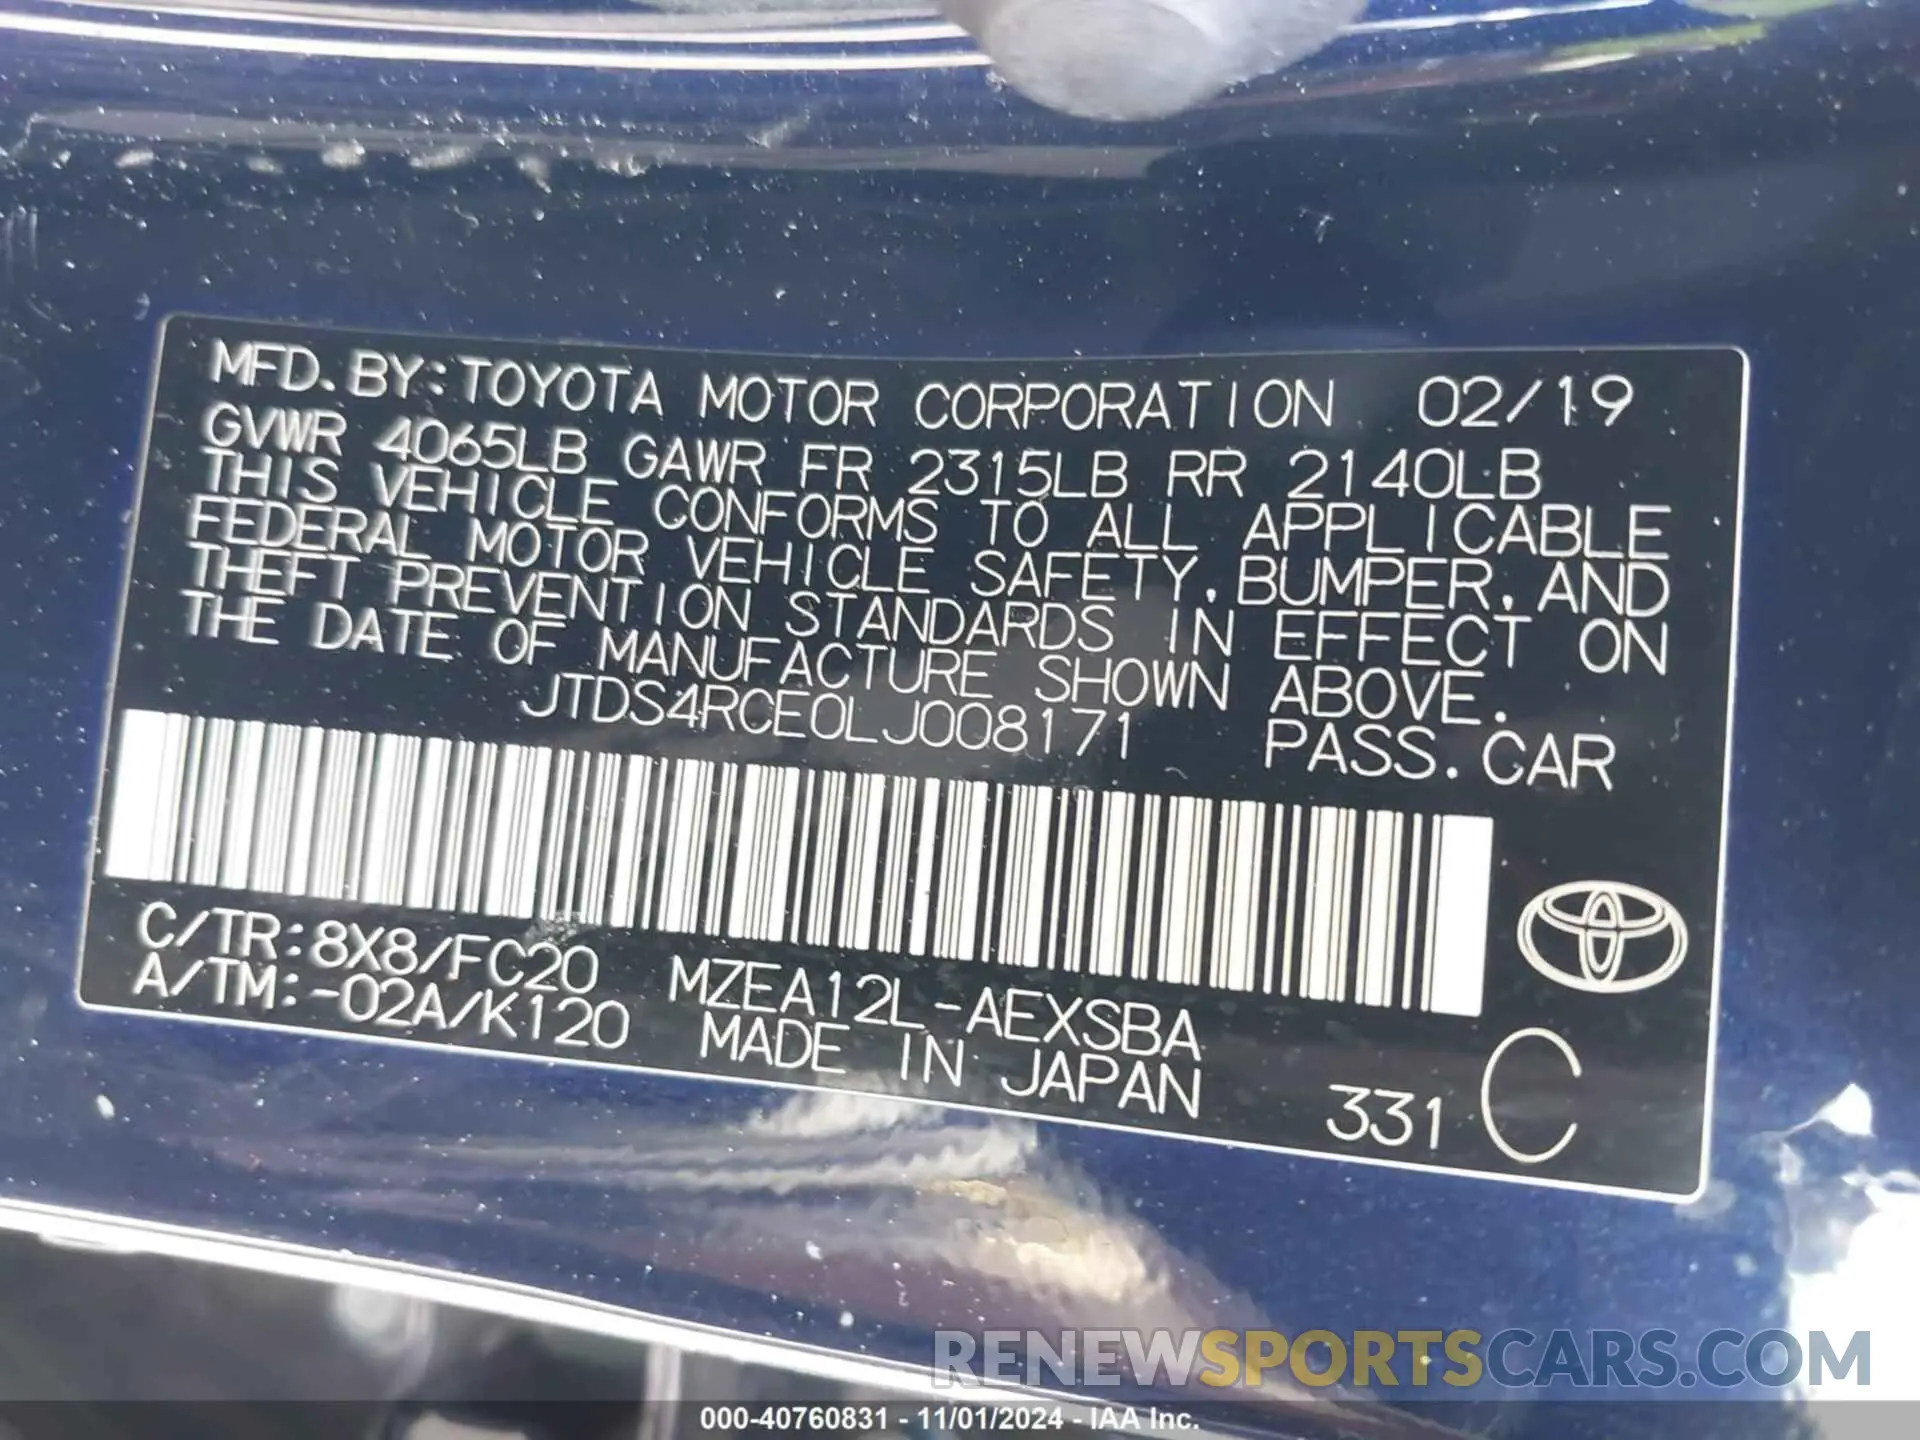 MFD.BY:TOYOTA MOTOR CORPORATION 02/19
GVWR 4065LB GAWR FR 2315LB RR 2140LB
THIS VEHICLE CONFORMS TO ALL APPLICABLE
FEDERAL MOTOR VEHICLE SAFETY, BUMPER, AND
THEFT PREVENTION STANDARDS IN EFFECT ON
THE DATE OF MANUFACTURE SHOWN ABOVE.
JTDS4RCE0LJ008171 PASS.CAR
C/TR:8X8/FC20 MZEA12L-AEXSBA
A/TM:-02A/K120 MADE IN JAPAN
331 C
RENEWSPORTSCARS.COM
000-40760831 - 11/01/2024 - IAA Inc.